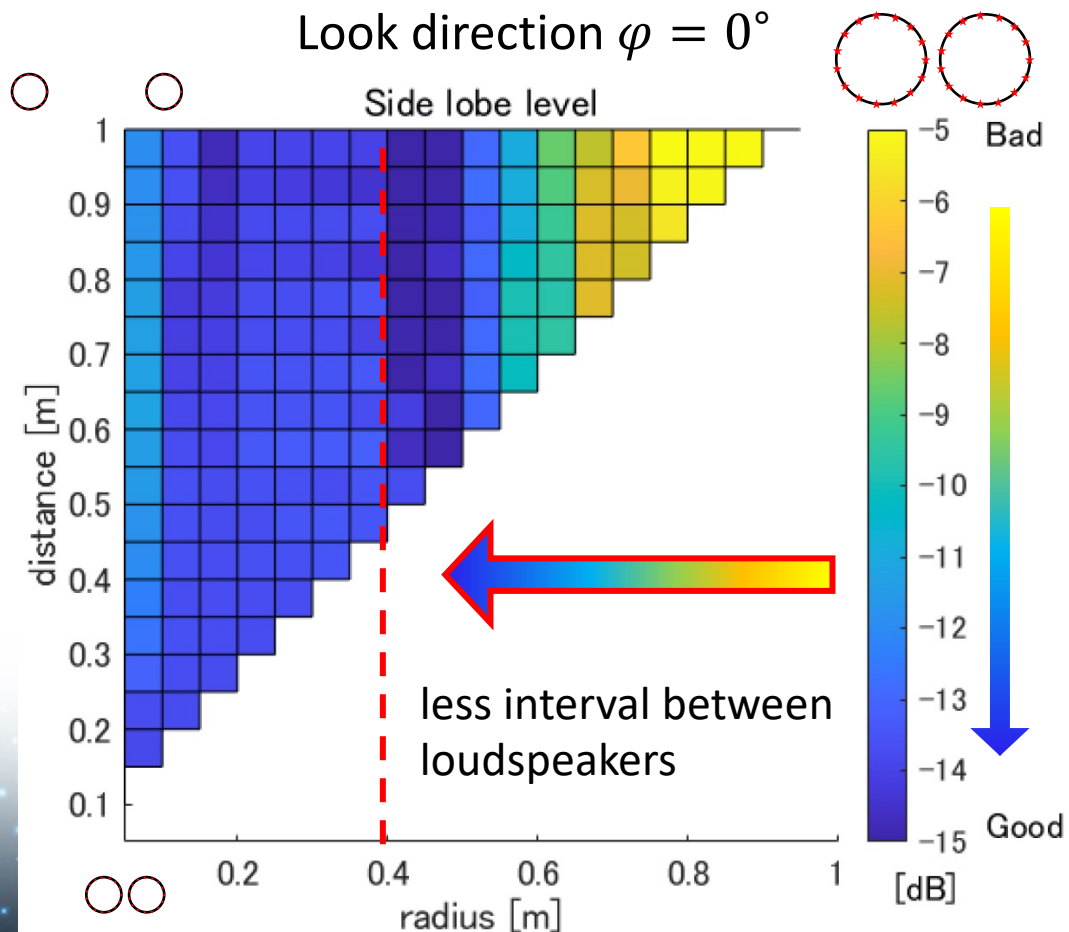 Look direction 𝜑 = 0°
Side lobe level
1
0.9
0.8
0.7
0.6
0.5
0.4
0.3
0.2
0.1
distance [m]
0.2
0.4
0.6
0.8
1
radius [m]
less interval between
loudspeakers
−5
−6
−7
−8
−9
−10
−11
−12
−13
−14
−15
[dB]
Bad
Good